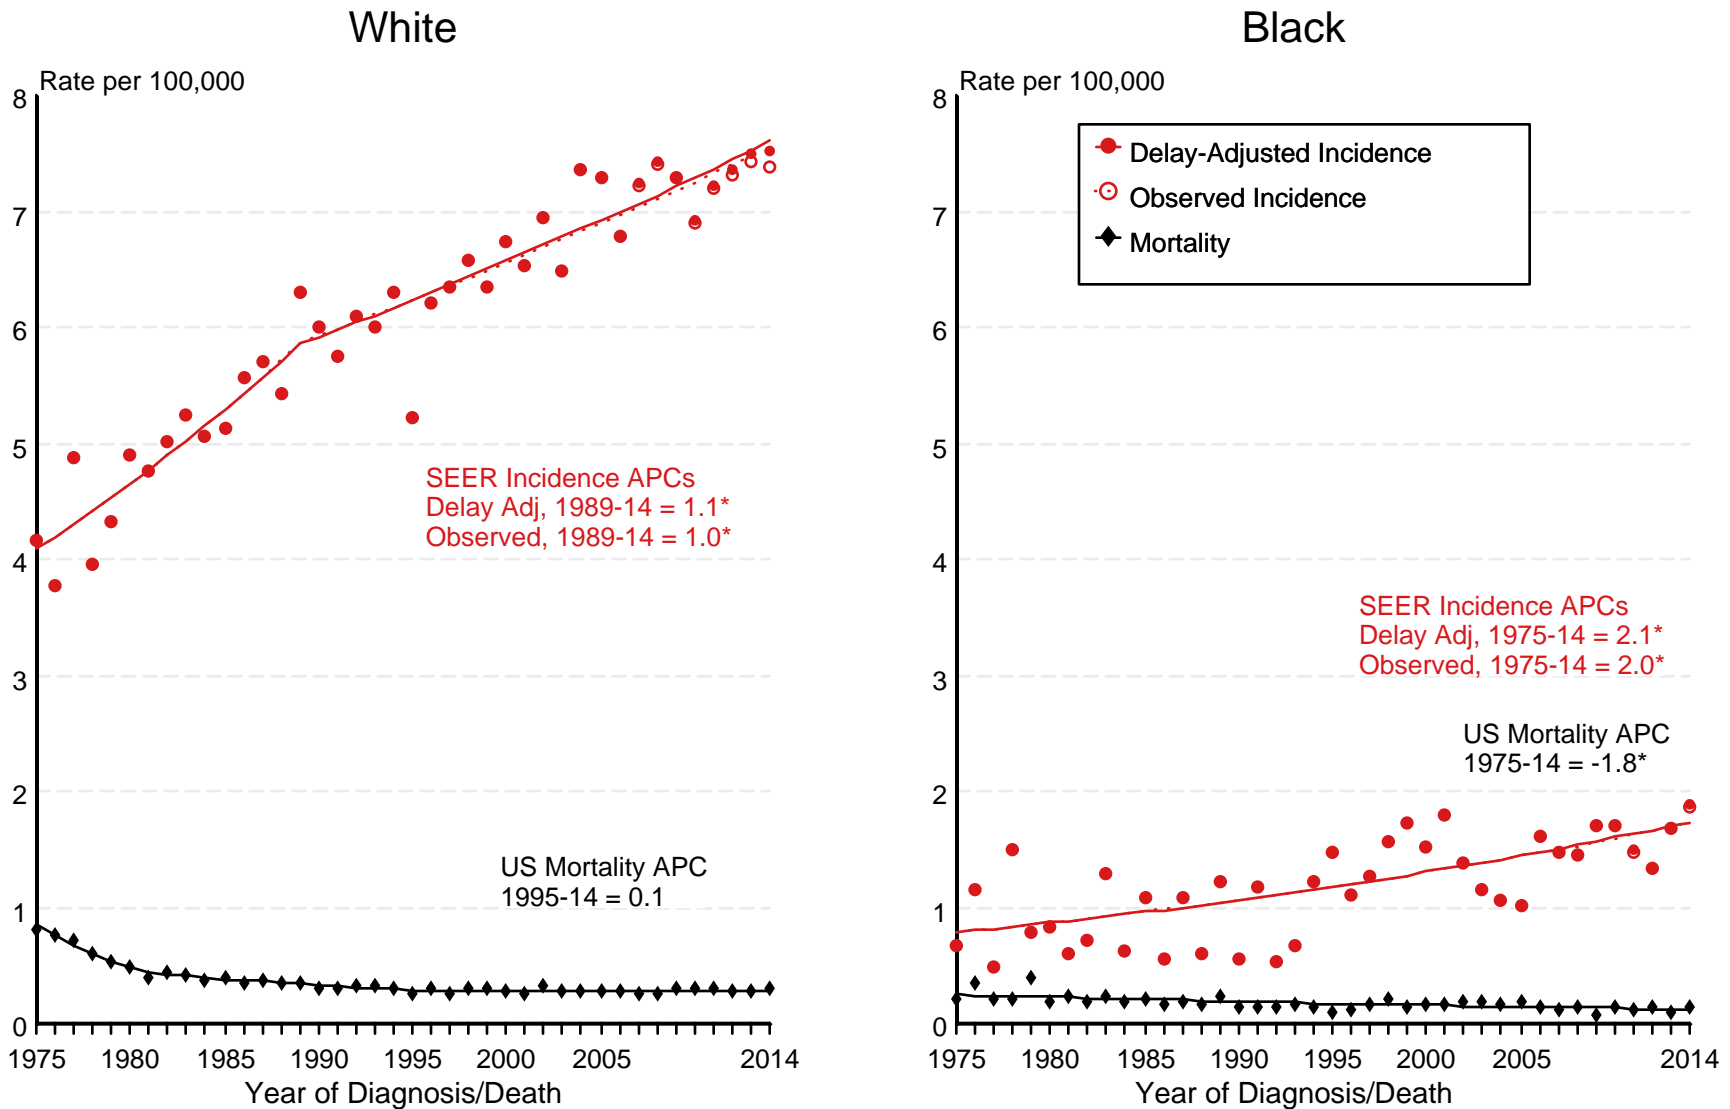 White
Rate per 100,000
8
7
6
5
4
3
2
1
0
SEER Incidence APCs
Delay Adj, 1989-14 = 1.1*
Observed, 1989-14 = 1.0*
US Mortality APC
1995-14 = 0.1
1975 1980 1985 1990 1995 2000 2005 2014
Year of Diagnosis/Death
Black
Rate per 100,000
8
7
6
5
4
3
2
1
0
Delay-Adjusted Incidence
Observed Incidence
Mortality
SEER Incidence APCs
Delay Adj, 1975-14 = 2.1*
Observed, 1975-14 = 2.0*
US Mortality APC
1975-14 = -1.8*
1975 1980 1985 1990 1995 2000 2005 2014
Year of Diagnosis/Death